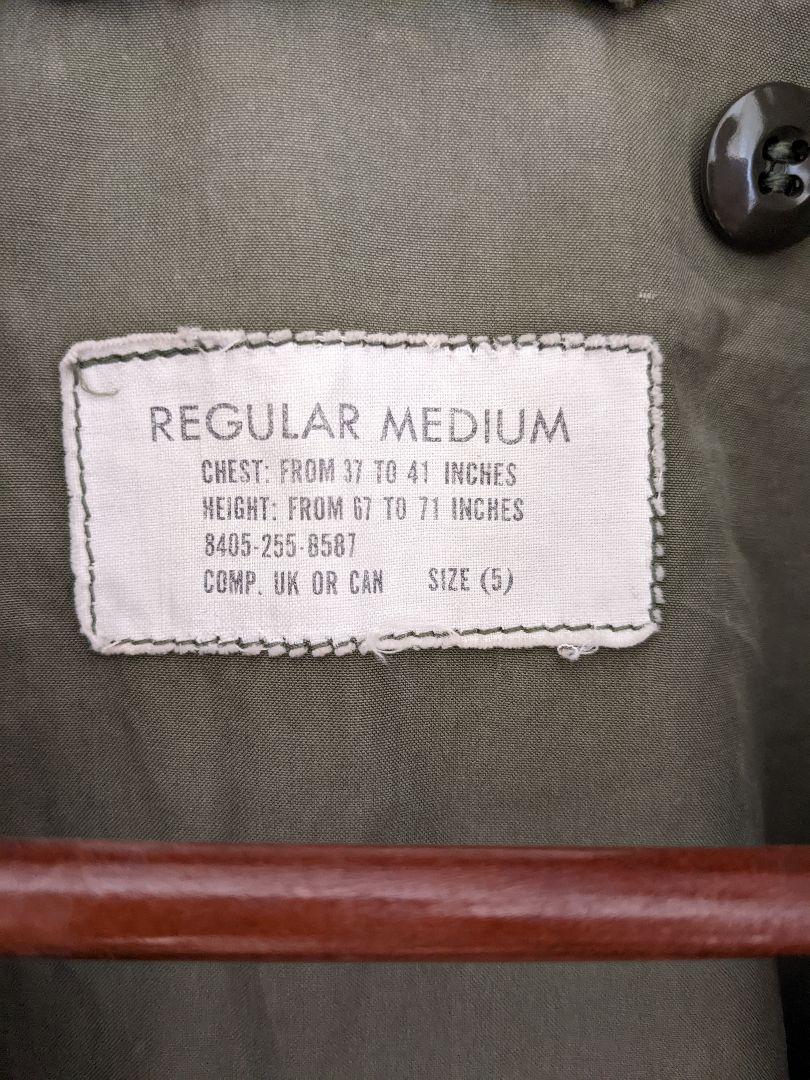 REGULAR MEDIUM
CHEST: FROM 37 TO 41 INCHES
HEIGHT: FROM 67 TO 71 INCHES
8405-255-8587
COMP. UK OR CAN SIZE (5)